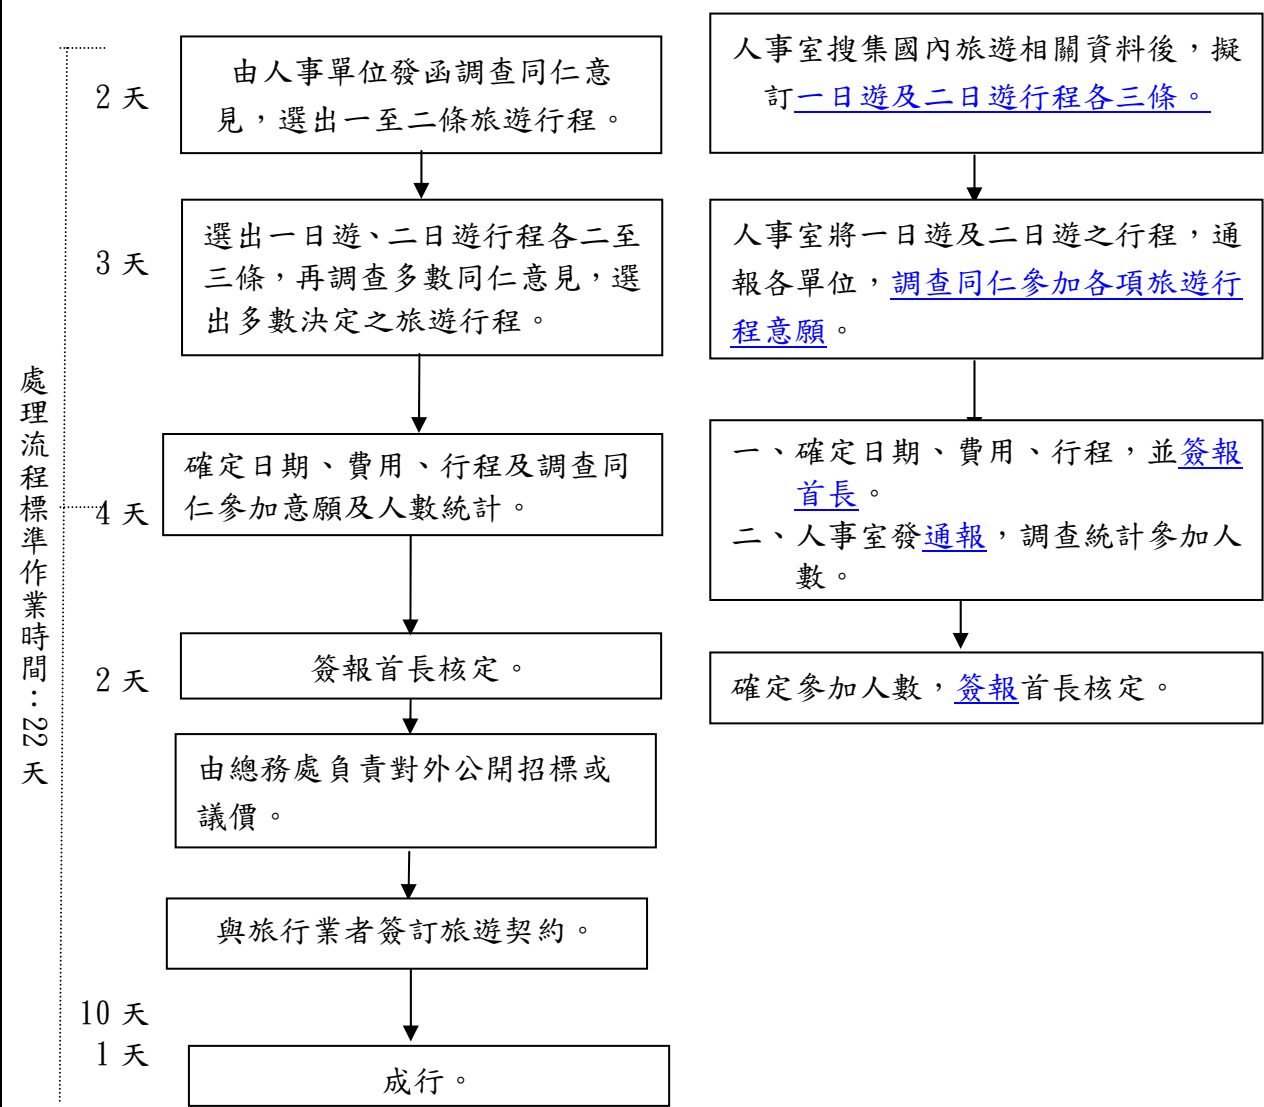 2 天
由人事單位發函調查同仁意
見，選出一至二條旅遊行程。
人事室搜集國內旅遊相關資料後，擬
訂一日遊及二日遊行程各三條。
3 天
選出一日遊、二日遊行程各二至
三條，再調查多數同仁意見，選
出多數決定之旅遊行程。
人事室將一日遊及二日遊之行程，通
報各單位，調查同仁參加各項旅遊行
程意願。
處理流程標準作業時間：22 天
4 天
確定日期、費用、行程及調查同
仁參加意願及人數統計。
一、確定日期、費用、行程，並簽報
首長。
二、人事室發通報，調查統計參加人
數。
2 天
簽報首長核定。
確定參加人數，簽報首長核定。
由總務處負責對外公開招標或
議價。
與旅行業者簽訂旅遊契約。
10 天
1 天
成行。